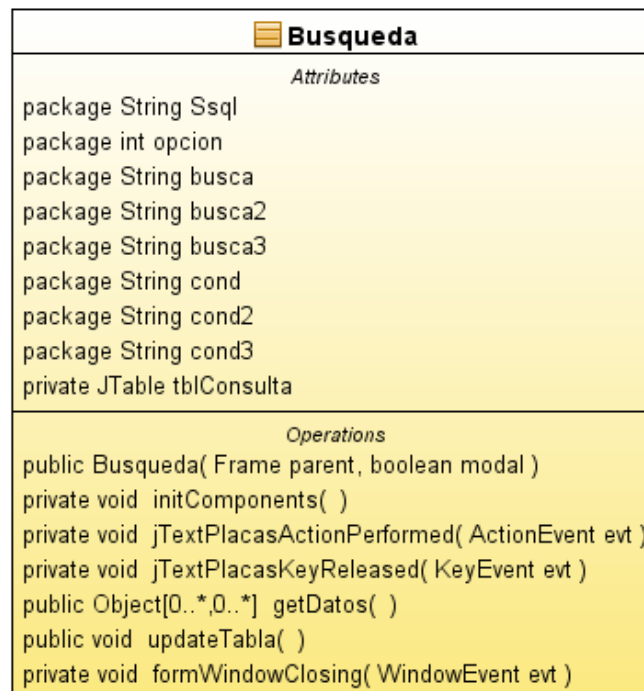 Busqueda
Attributes
package String Ssql
package int opcion
package String busca
package String busca2
package String busca3
package String cond
package String cond2
package String cond3
private JTable tblConsulta
Operations
public Busqueda( Frame parent, boolean modal )
private void initComponents( )
private void jTextPlacasActionPerformed( ActionEvent evt )
private void jTextPlacasKeyReleased( KeyEvent evt )
public Object[0..*,0..*] getDatos( )
public void updateTabla( )
private void formWindowClosing( WindowEvent evt )